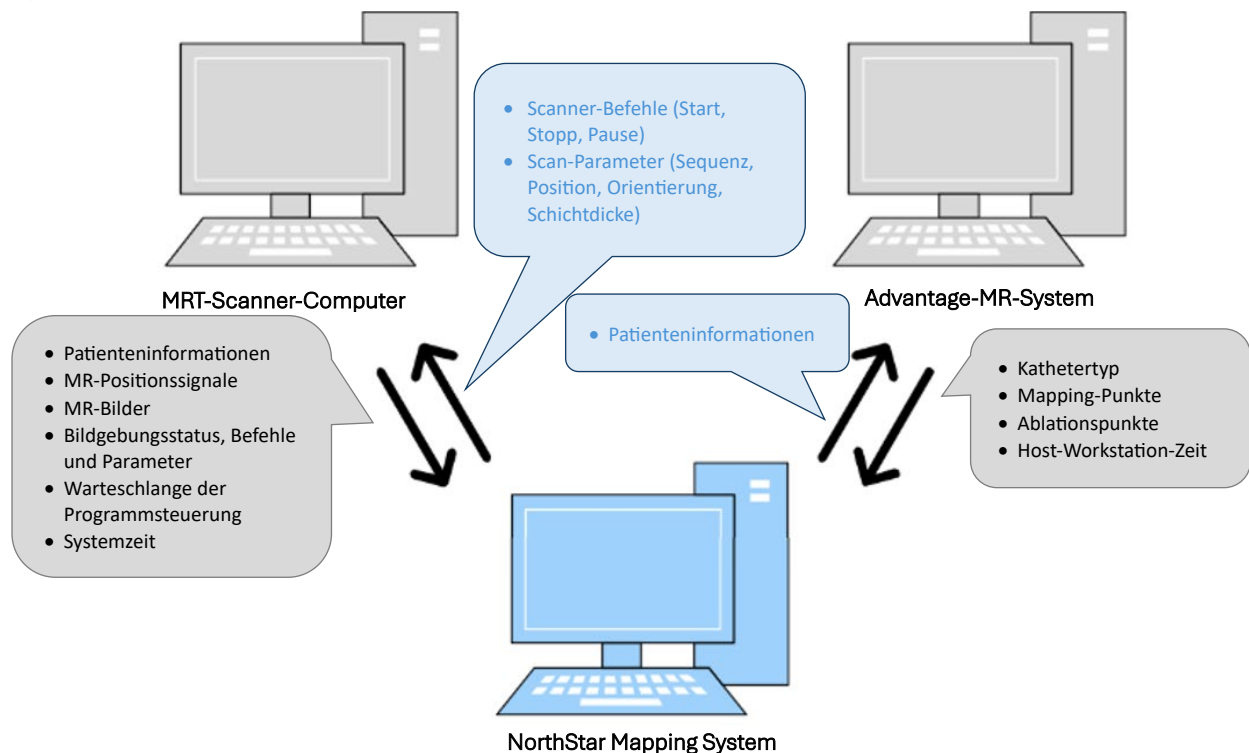 • Scanner-Befehle (Start,
Stopp, Pause)
• Scan-Parameter (Sequenz,
Position, Orientierung,
Schichtdicke)
MRT-Scanner-Computer
Advantage-MR-System
• Patienteninformationen
• Patienteninformationen
• MR-Positionssignale
• MR-Bilder
• Bildgebungsstatus, Befehle
und Parameter
• Warteschlange der
Programmsteuerung
• Systemzeit
• Kathetertyp
• Mapping-Punkte
• Ablationspunkte
• Host-Workstation-Zeit
NorthStar Mapping System